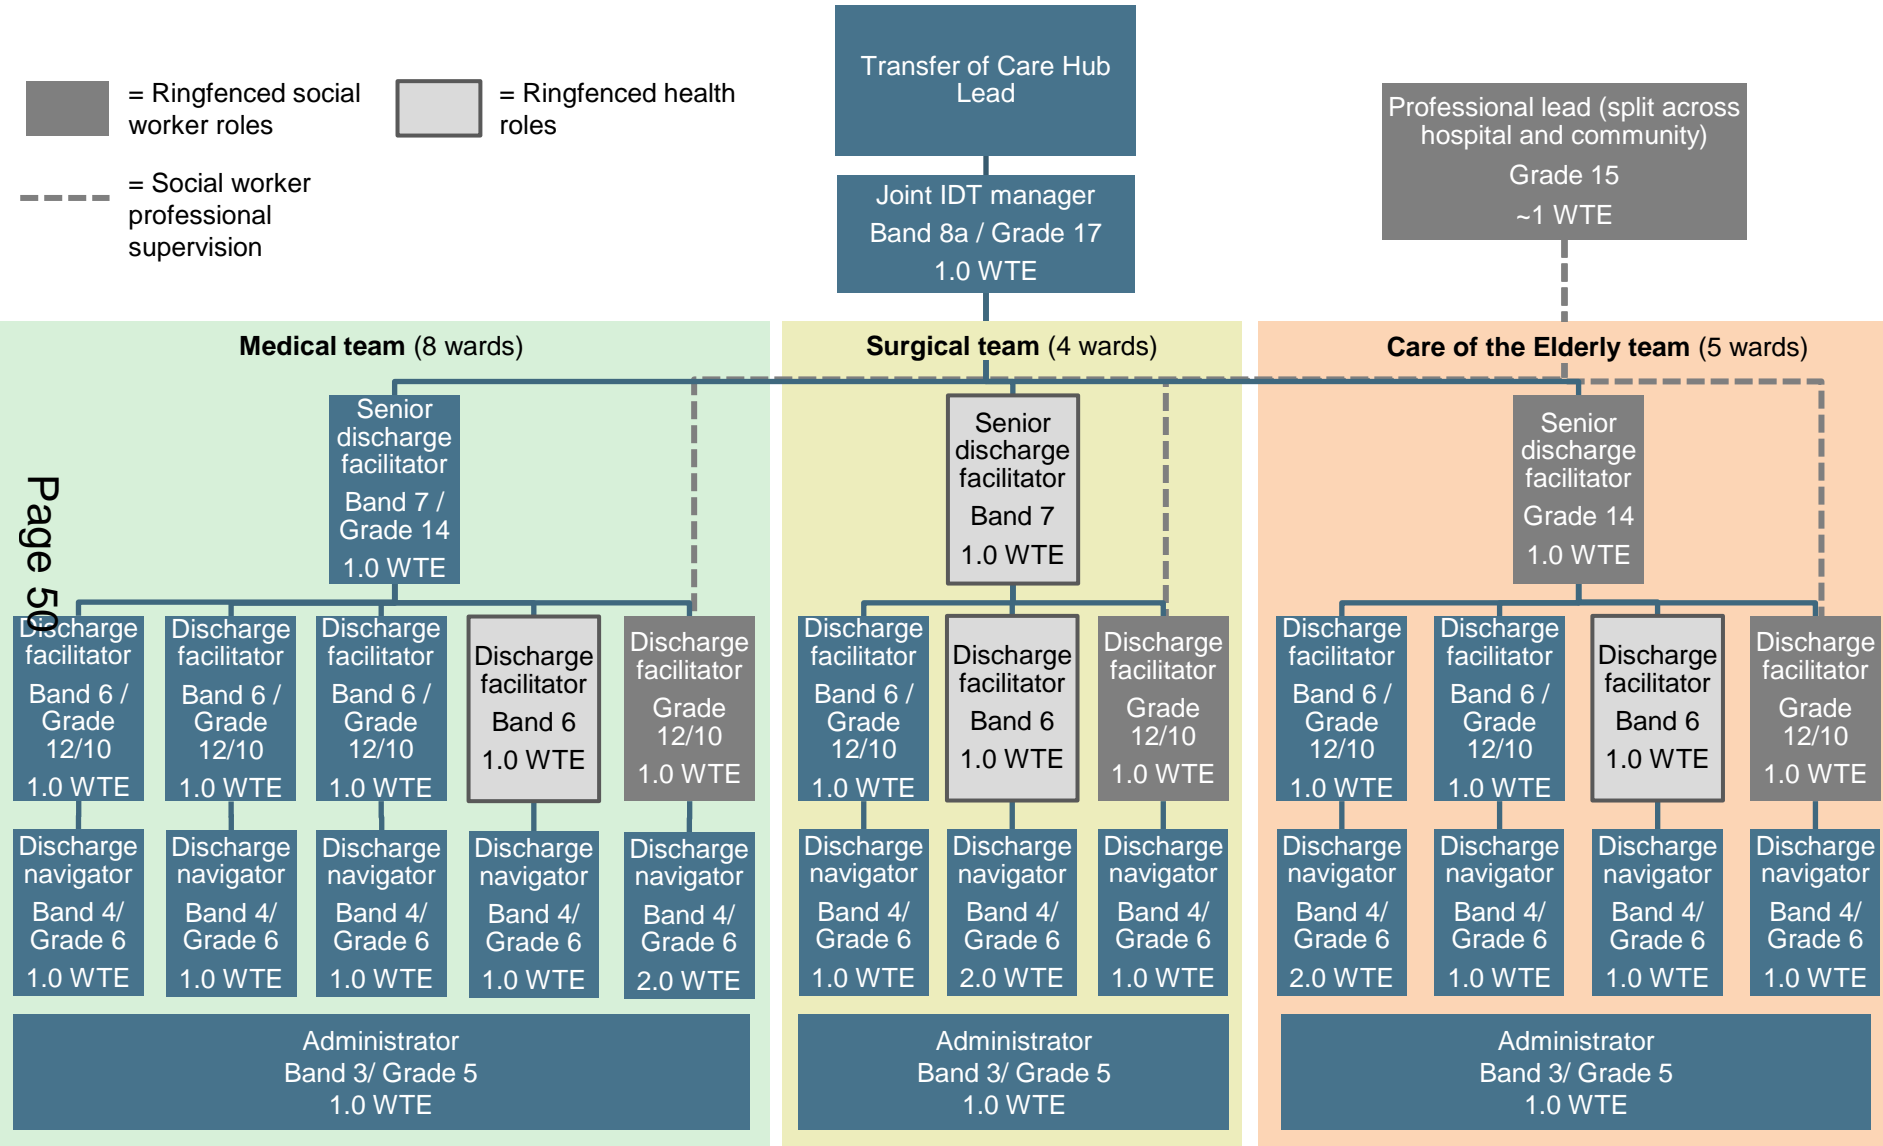 = Ringfenced social
worker roles
= Ringfenced health
roles
= Social worker
professional
supervision
Transfer of Care Hub
Lead
Joint IDT manager
Band 8a / Grade 17
1.0 WTE
Professional lead (split across
hospital and community)
Grade 15
~1 WTE
Page 50
Medical team (8 wards)
Senior
discharge
facilitator
Band 7 /
Grade 14
1.0 WTE
Discharge
facilitator
Band 6 /
Grade
12/10
1.0 WTE
Discharge
facilitator
Band 6 /
Grade
12/10
1.0 WTE
Discharge
facilitator
Band 6 /
Grade
12/10
1.0 WTE
Discharge
facilitator
Band 6
1.0 WTE
Discharge
facilitator
Grade
12/10
1.0 WTE
Discharge
navigator
Band 4/
Grade 6
1.0 WTE
Discharge
navigator
Band 4/
Grade 6
1.0 WTE
Discharge
navigator
Band 4/
Grade 6
1.0 WTE
Discharge
navigator
Band 4/
Grade 6
1.0 WTE
Discharge
navigator
Band 4/
Grade 6
2.0 WTE
Administrator
Band 3/ Grade 5
1.0 WTE
Surgical team (4 wards)
Senior
discharge
facilitator
Band 7
1.0 WTE
Discharge
facilitator
Band 6 /
Grade
12/10
1.0 WTE
Discharge
facilitator
Band 6
1.0 WTE
Discharge
facilitator
Grade
12/10
1.0 WTE
Discharge
navigator
Band 4/
Grade 6
1.0 WTE
Discharge
navigator
Band 4/
Grade 6
2.0 WTE
Discharge
navigator
Band 4/
Grade 6
1.0 WTE
Administrator
Band 3/ Grade 5
1.0 WTE
Care of the Elderly team (5 wards)
Senior
discharge
facilitator
Grade 14
1.0 WTE
Discharge
facilitator
Band 6 /
Grade
12/10
1.0 WTE
Discharge
facilitator
Band 6 /
Grade
12/10
1.0 WTE
Discharge
facilitator
Band 6
1.0 WTE
Discharge
facilitator
Grade
12/10
1.0 WTE
Discharge
navigator
Band 4/
Grade 6
2.0 WTE
Discharge
navigator
Band 4/
Grade 6
1.0 WTE
Discharge
navigator
Band 4/
Grade 6
1.0 WTE
Discharge
navigator
Band 4/
Grade 6
1.0 WTE
Administrator
Band 3/ Grade 5
1.0 WTE